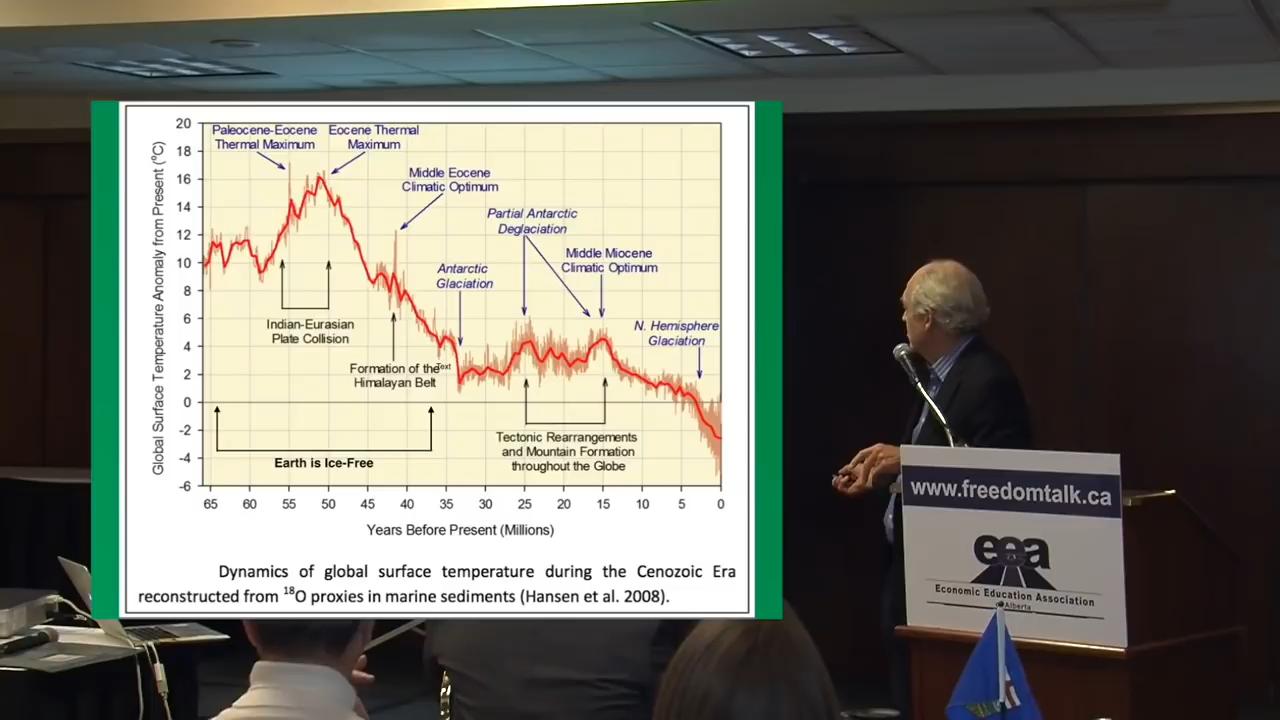 Paleocene-Eocene
Thermal Maximum
Eocene Thermal
Maximum
Middle Eocene
Climatic Optimum
Partial Antarctic
Deglaciation
Middle Miocene
Climatic Optimum
Antarctic
Glaciation
N. Hemisphere
Glaciation
Indian-Eurasian
Plate Collision
Formation of the
Himalayan Belt
Text
Earth is Ice-Free
Tectonic Rearrangements
and Mountain Formation
throughout the Globe
Global Surface Temperature Anomaly from Present (°C)
20
18
16
14
12
10
8
6
4
2
0
-2
-4
-6
65 60 55 50 45 40 35 30 25 20 15 10 5 0
Years Before Present (Millions)
Dynamics of global surface temperature during the Cenozoic Era
reconstructed from ¹⁸O proxies in marine sediments (Hansen et al. 2008).
www.freedomtalk.ca
eea
Economic Education Association
of Alberta